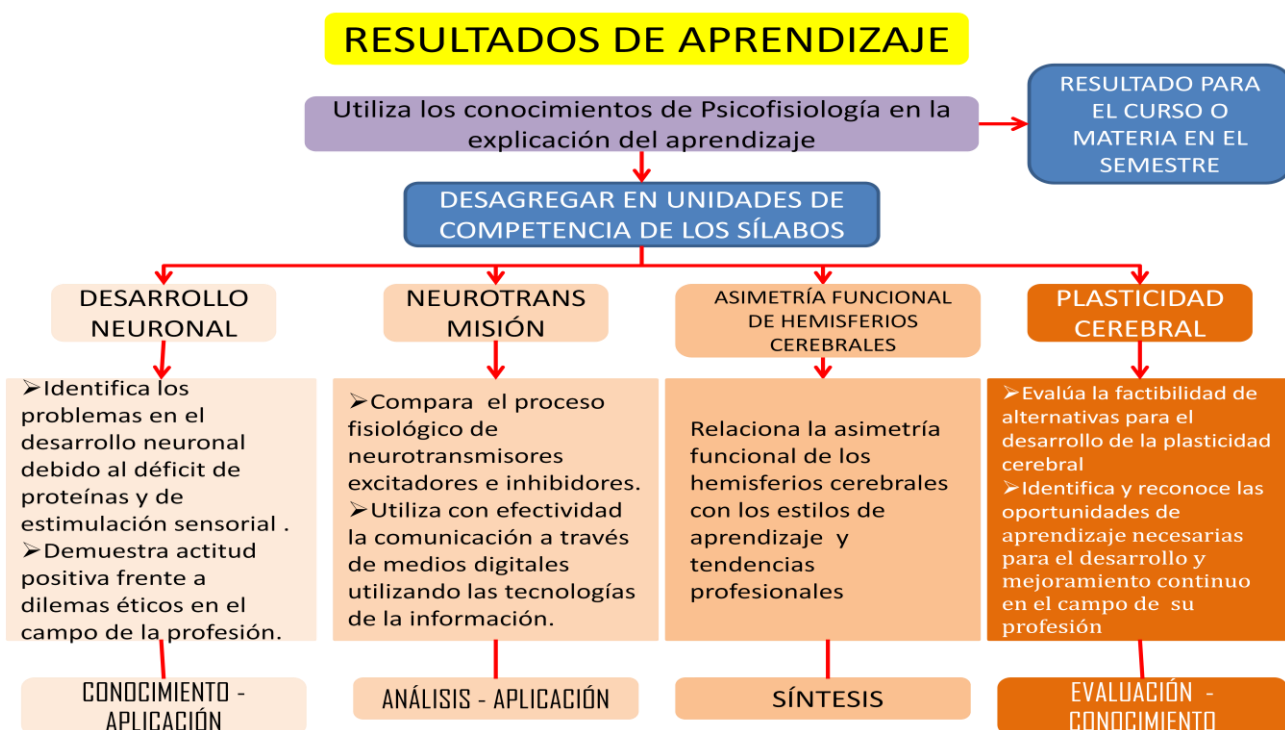 RESULTADOS DE APRENDIZAJE
Utiliza los conocimientos de Psicofisiología en la
explicación del aprendizaje
RESULTADO PARA
EL CURSO O
MATERIA EN EL
SEMESTRE
DESAGREGAR EN UNIDADES DE
COMPETENCIA DE LOS SÍLABOS
DESARROLLO
NEURONAL
➢Identifica los
problemas en el
desarrollo neuronal
debido al déficit de
proteínas y de
estimulación sensorial .
➢Demuestra actitud
positiva frente a
dilemas éticos en el
campo de la profesión.
CONOCIMIENTO -
APLICACIÓN
NEUROTRANS
MISIÓN
➢Compara  el proceso
fisiológico de
neurotransmisores
excitadores e inhibidores.
➢Utiliza con efectividad
la comunicación a través
de medios digitales
utilizando las tecnologías
de la información.
ANÁLISIS - APLICACIÓN
ASIMETRÍA FUNCIONAL
DE HEMISFERIOS
CEREBRALES
Relaciona la asimetría
funcional de los
hemisferios cerebrales
con los estilos de
aprendizaje  y
tendencias
profesionales
SÍNTESIS
PLASTICIDAD
CEREBRAL
➢Evalúa la factibilidad de
alternativas para el
desarrollo de la plasticidad
cerebral
➢Identifica y reconoce las
oportunidades de
aprendizaje necesarias
para el desarrollo y
mejoramiento continuo
en el campo de  su
profesión
EVALUACIÓN  -
CONOCIMIENTO